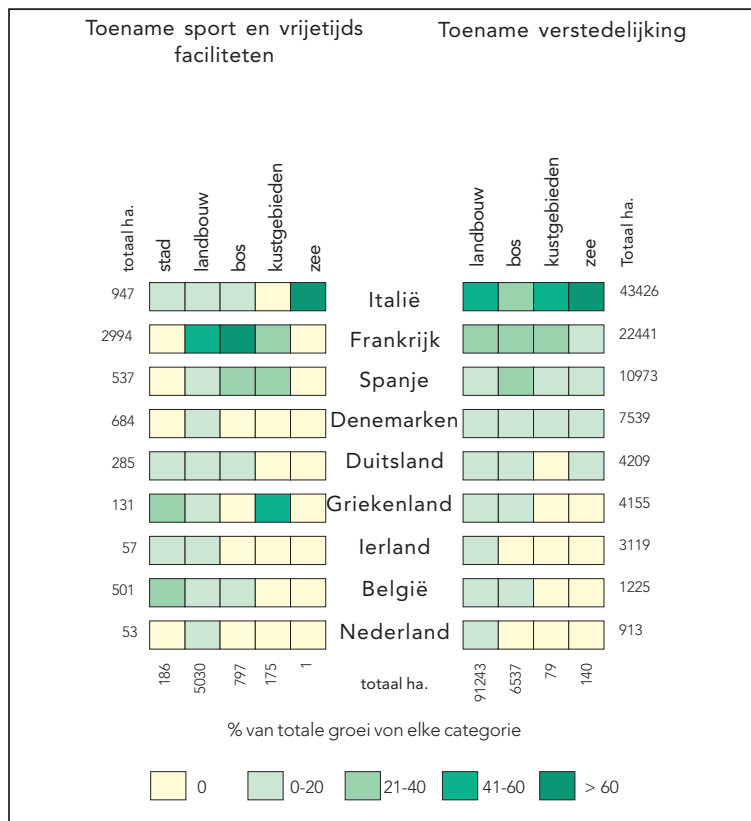 Toename sport en vrijetijds
faciliteten
Toename verstedelijking
totaal ha.
stad
landbouw
bos
kustgebieden
zee
landbouw
bos
kustgebieden
zee
Totaal ha.
947 Italië 43426
2994 Frankrijk 22441
537 Spanje 10973
684 Denemarken 7539
285 Duitsland 4209
131 Griekenland 4155
57 Ierland 3119
501 België 1225
53 Nederland 913
186 5030 797 175 1 totaal ha. 91243 6537 79 140
% van totale groei von elke categorie
0 0-20 21-40 41-60 > 60